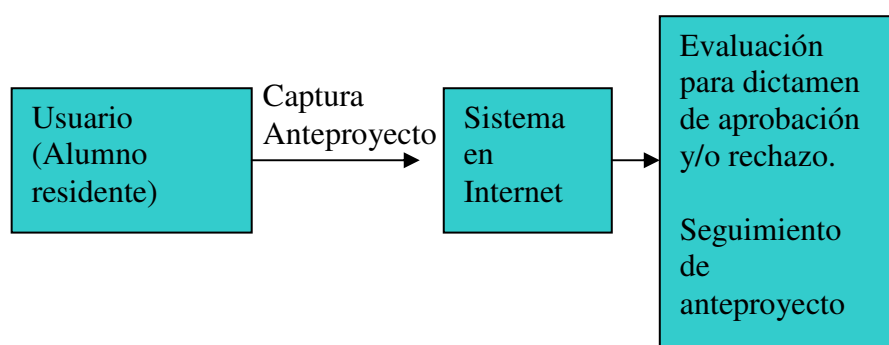 Usuario
(Alumno
residente)
Captura
Anteproyecto
Sistema
en
Internet
Evaluación
para dictamen
de aprobación
y/o rechazo.
Seguimiento
de
anteproyecto